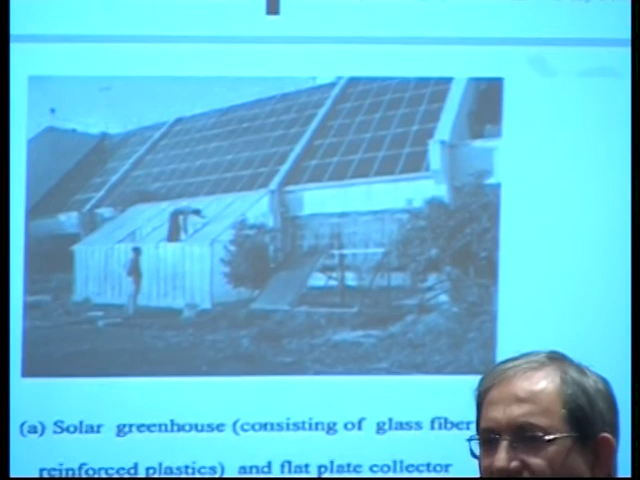 (a) Solar greenhouse (consisting of glass fiber
reinforced plastics) and flat plate collector